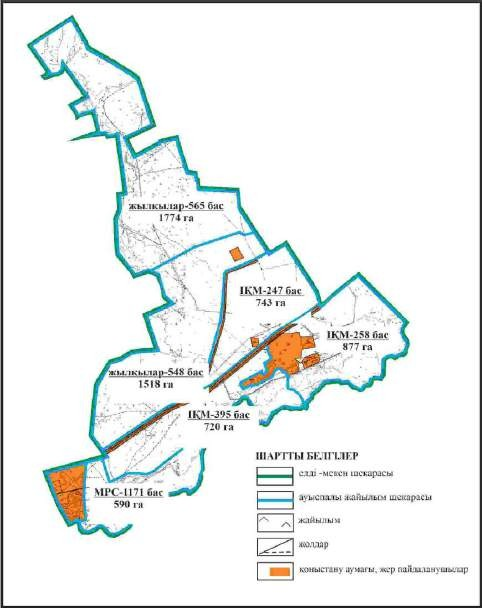 жылқылар-565 бас
1774 га
ІҚМ-247 бас
743 га
ІҚМ-258 бас
877 га
жылқылар-548 бас
1518 га
ІҚМ-395 бас
720 га
МРС-1171 бас
590 га
ШАРТТЫ БЕЛГІЛЕР
елді -мекен шекарасы
ауыспалы жайылым шекарасы
жайылым
жолдар
қоныстану аумағы, жер пайдаланушылар